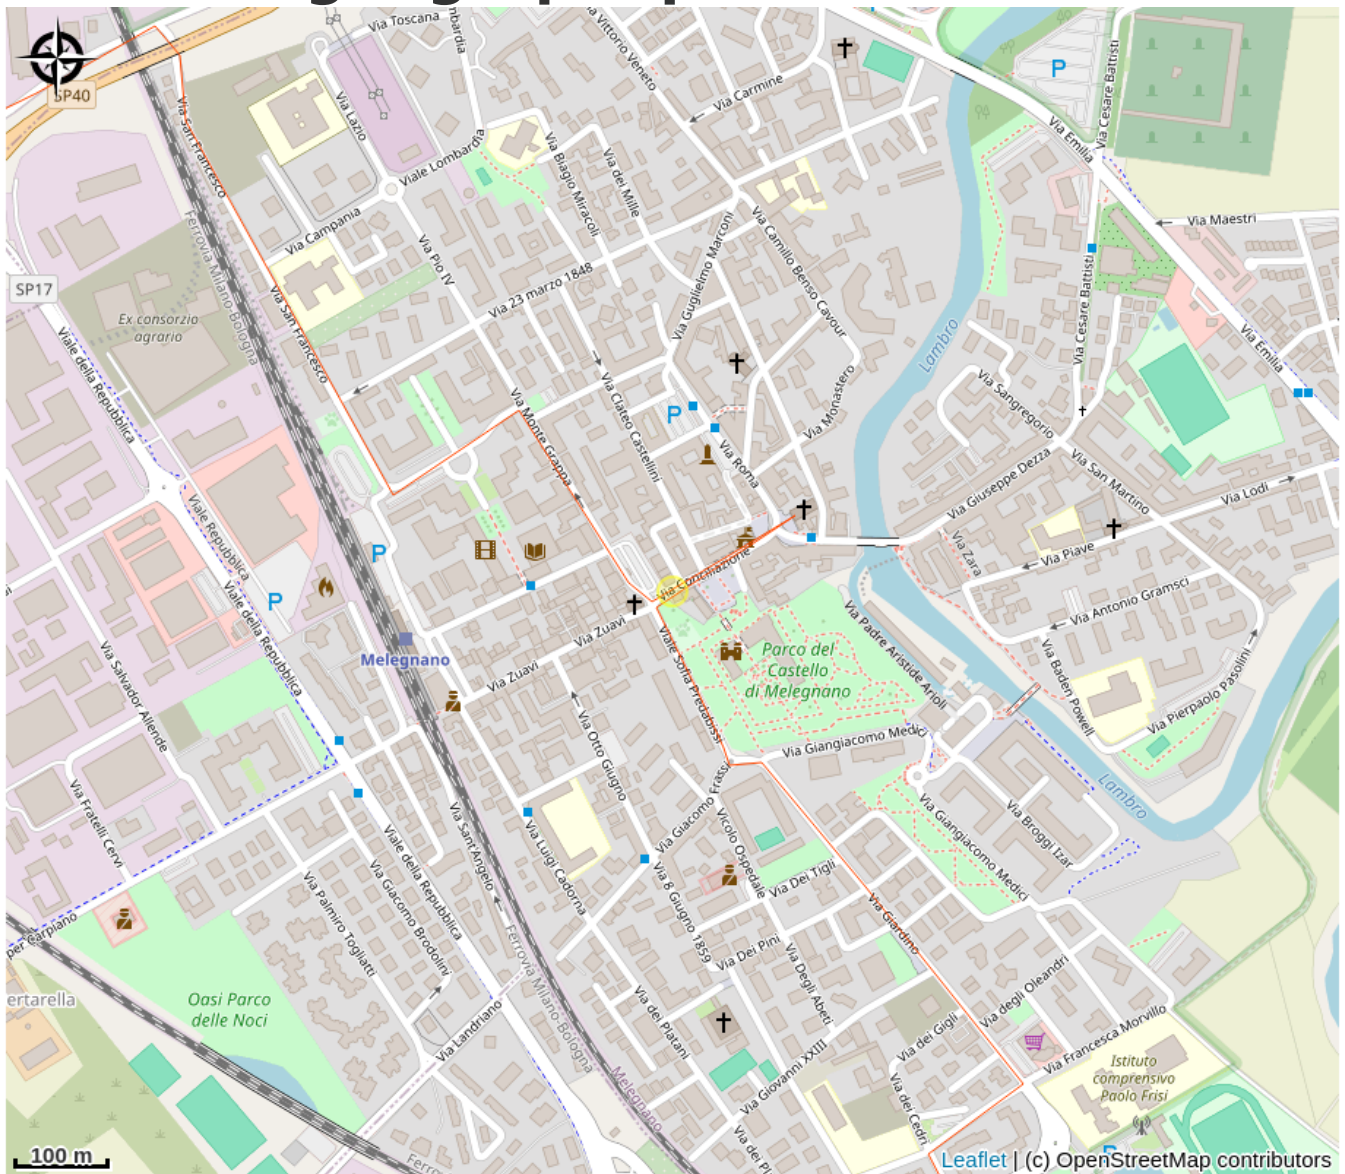 Via Toscana
Via Vittorio Veneto
Via Carmine
P
Via Cesare Battisti
SP40
Via Lazio
Via San Francesco
Viale Lombardia
Via Emilia
Via Biagio Miracoli
Via dei Mille
Via San Francesco
Via Campania
Via Pio IV
Via Guglielmo Marconi
Via Camillo Benso Cavour
Via Maestri
Ferrovia Milano-Bologna
SP17
Via 23 marzo 1848
Via Cesare Battisti
Ex consorzio
agrario
Via San Francesco
Lambro
Via Emilia
Viale della Repubblica
Via Monte Grappa
Via Clateo Castellini
P
Via Monastero
Via Sangregorio
Via Roma
Via Giuseppe Dezza
Via San Martino
Via Lodi
Viale Repubblica
P
Via Zara
Via Piave
Via Conciliazione
P
Viale della Repubblica
Via Antonio Gramsci
Via Zuavi
Via Padre Aristide Arioli
Melegnano
Via Zuavi
Viale Sofia Predabissi
Parco del
Castello
di Melegnano
Via Baden Powell
Via Pierpaolo Pasolini
Via Salvador Allende
Via Otto Giugno
Via Giangiacomo Medici
Via Fratelli Cervi
Via Giacomo Frassi
Lambro
Via Sant'Angelo
Via Luigi Cadorna
Vicolo Ospedale
Via Giangiacomo Medici
Via Broggi Izar
Viale della Repubblica
Via Giacomo Brodolini
Via Palmiro Togliatti
Via 8 Giugno 1859
Via Dei Tigli
Via Giardino
per Carpiano
Via Dei Pini
Via Degli Abeti
Ferrovia Milano-Bologna
ertarella
Oasi Parco
delle Noci
Via degli Oleandri
Via Landriano
Via dei Platani
Via dei Gigli
Via Francesca Morvillo
Via Giovanni XXIII
Istituto
comprensivo
Paolo Frisi
Melegnano
Via dei Cedri
Via dei Pi
P
100 m
Ferro
Leaflet | (c) OpenStreetMap contributors